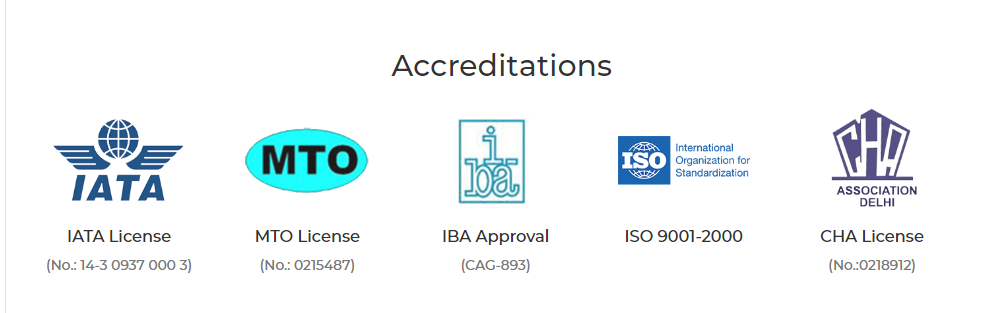 Accreditations
IATA
MTO
iba
ISO
International
Organization for
Standardization
CHA
ASSOCIATION
DELHI
IATA License
MTO License
IBA Approval
ISO 9001-2000
CHA License
(No.: 14-3 0937 000 3)
(No.: 0215487)
(CAG-893)
(No.:0218912)